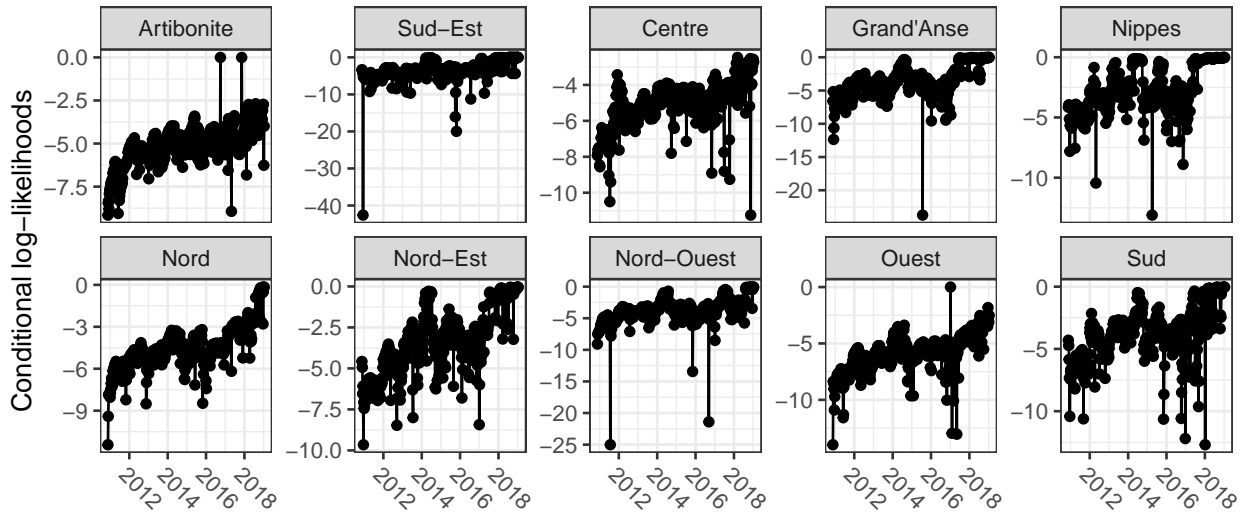 Conditional log−likelihoods
Artibonite
Sud−Est
Centre
Grand'Anse
Nippes
0.0
−2.5
−5.0
−7.5
0
−10
−20
−30
−40
−4
−6
−8
−10
0
−5
−10
−15
−20
0
−5
−10
Nord
Nord−Est
Nord−Ouest
Ouest
Sud
0
−3
−6
−9
0.0
−2.5
−5.0
−7.5
−10.0
0
−5
−10
−15
−20
−25
0
−5
−10
0
−5
−10
2012 2014 2016 2018
2012 2014 2016 2018
2012 2014 2016 2018
2012 2014 2016 2018
2012 2014 2016 2018